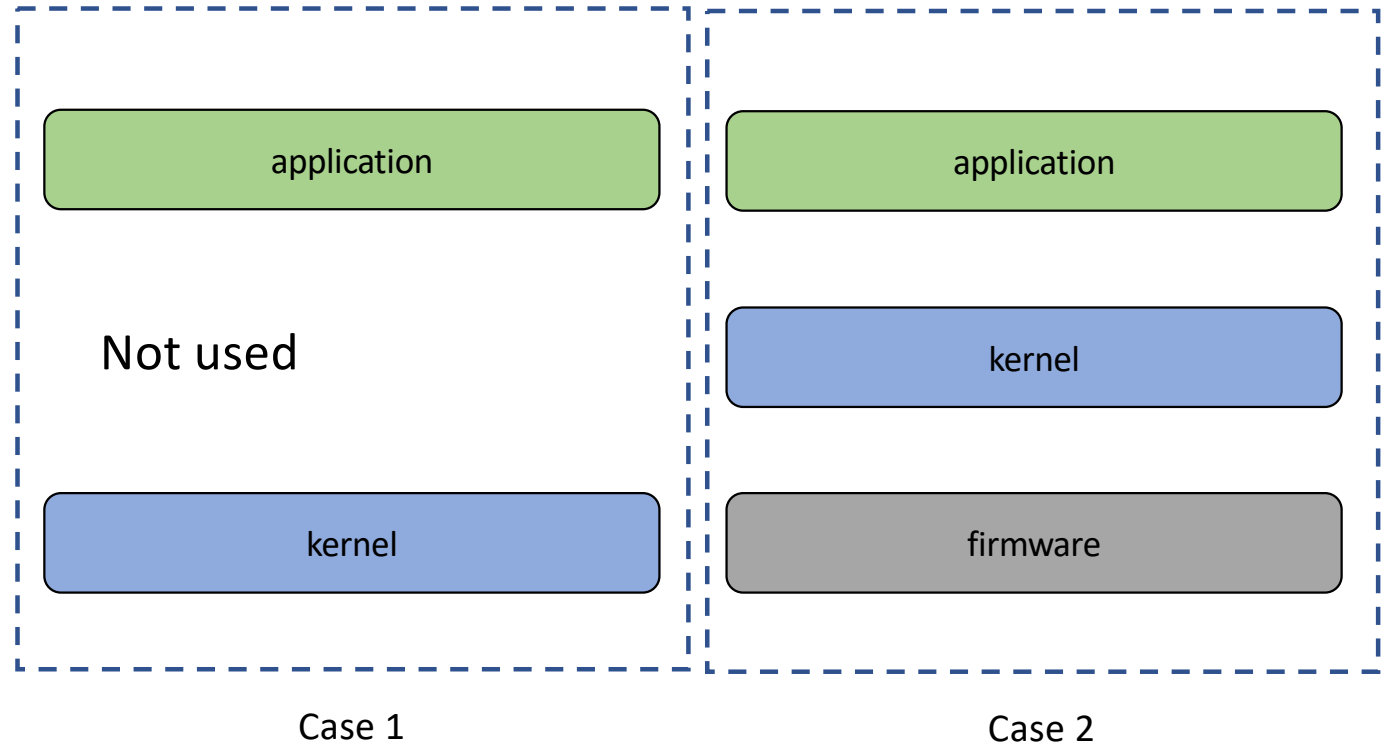 application
Not used
kernel
Case 1
application
kernel
firmware
Case 2